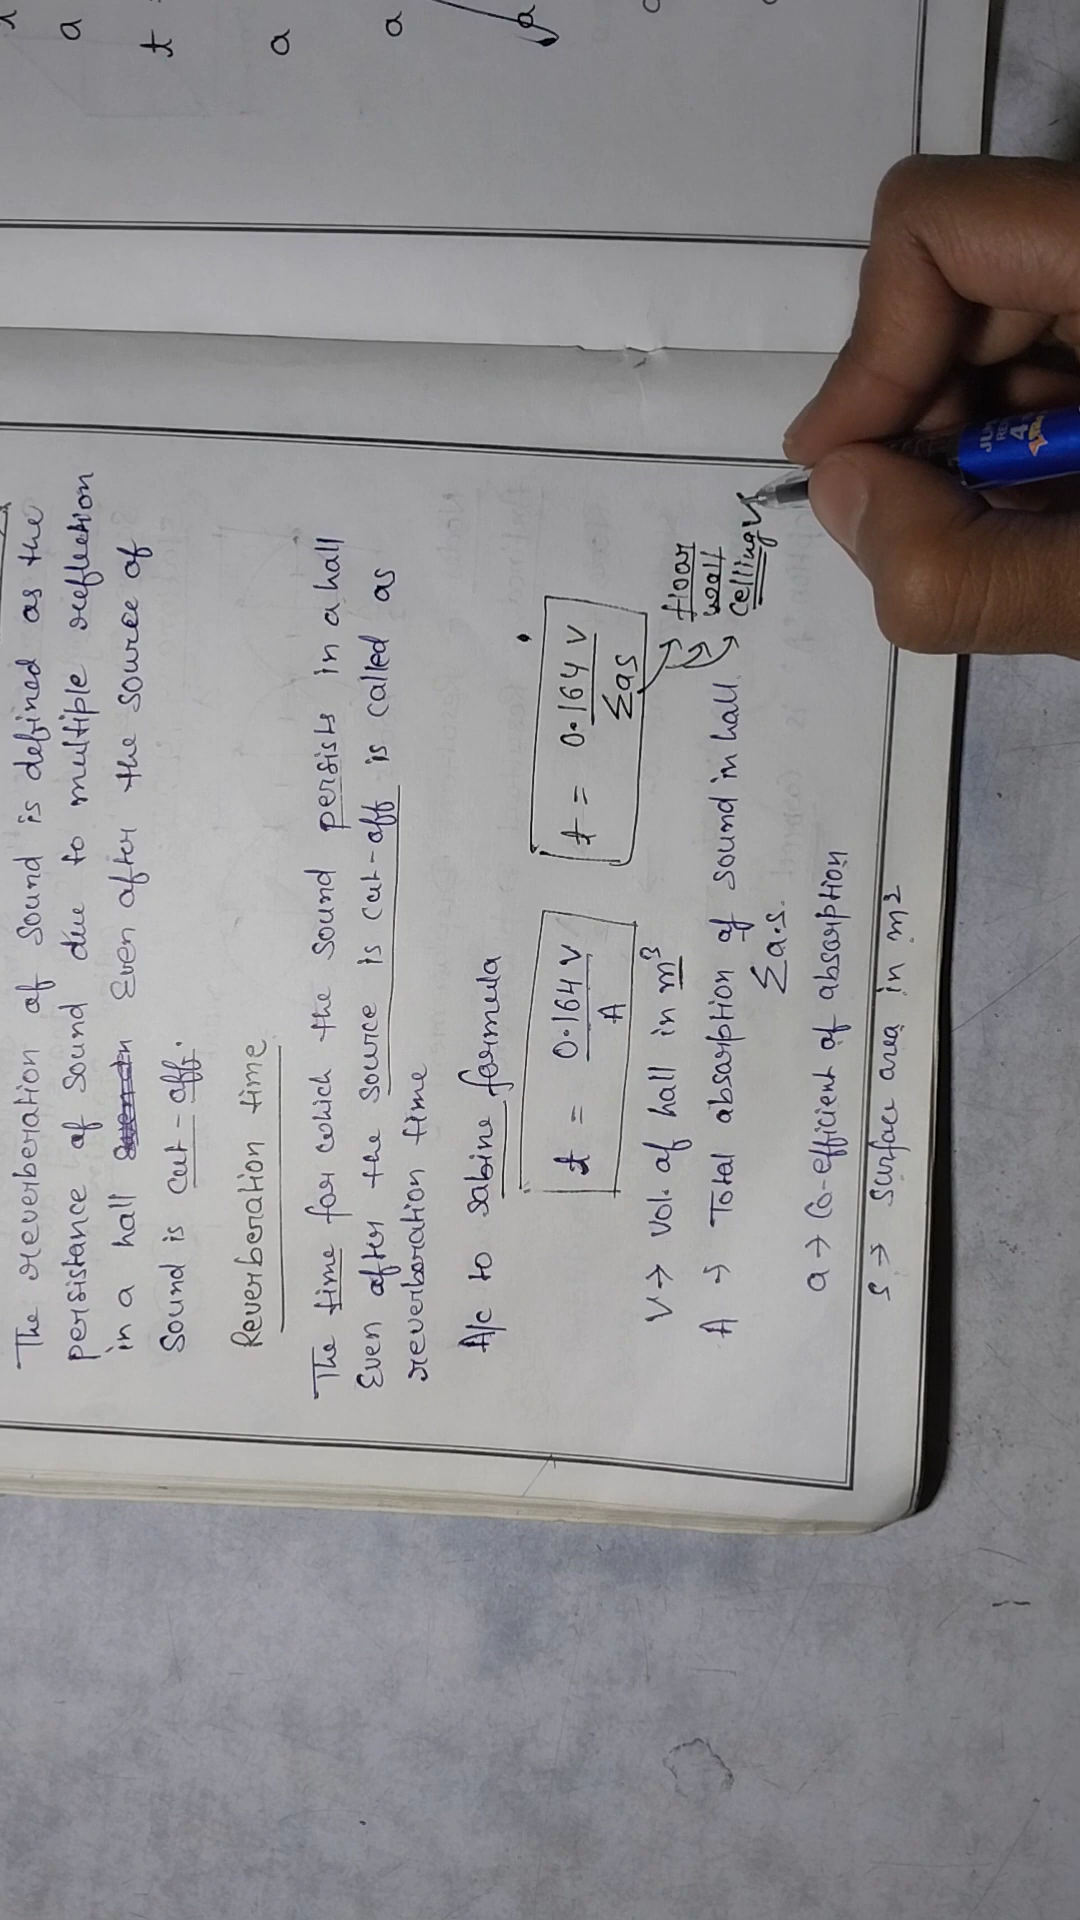 The reverberation of sound is defined as the
persistance of sound due to multiple reflection
in a hall Even after the source of
Sound is cut-off.
Reverberation time
The time for which the sound persists in a hall
Even after the source is cut-off is called as
reverboration time
A/c to sabine formula
t = 0.164 V / A
t = 0.164 V / Σas
V → Vol. of hall in m³
floor
wall
celling
A → Total absorption of sound in hall.
Σa.s.
a → Co-efficient of absorption
s → surface area in m²
a
t
a
a
a